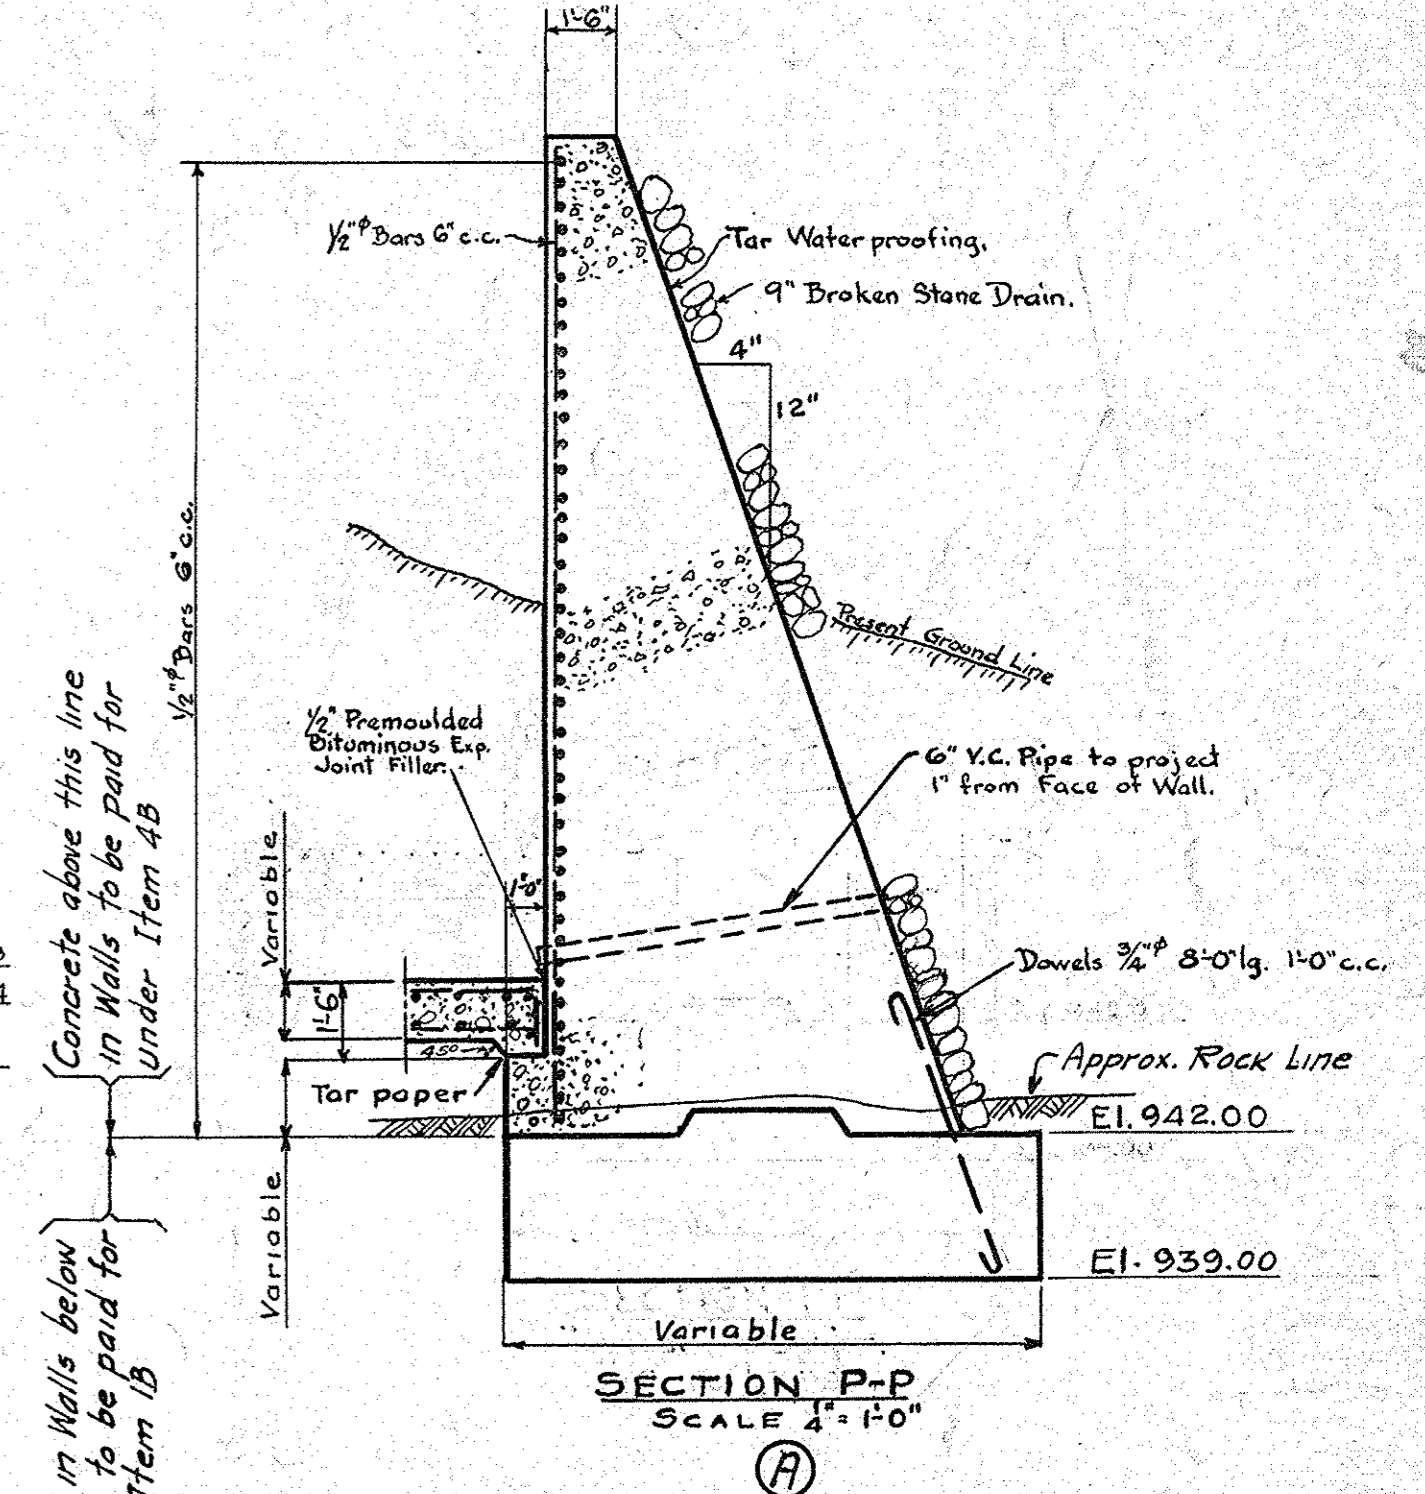 1'-6"
1/2"φ Bars 6" c.c.
Tar Waterproofing.
9" Broken Stone Drain.
4"
12"
1/2"φ Bars 6" c.c.
Present Ground Line
1/2" Premoulded
Bituminous Exp.
Joint Filler.
6" V.C. Pipe to project
1" from Face of Wall.
(Concrete above this line
in Walls to be paid for
under Item 4B
Variable
1'-0"
Dowels 3/4"φ 8'-0" lg. 1'-0" c.c.
1'-6"
45°
Tar paper
Approx. Rock Line
El. 942.00
Variable
El. 939.00
in Walls below
to be paid for
Item 1B
Variable
SECTION P-P
SCALE 1/4" = 1'-0"
A